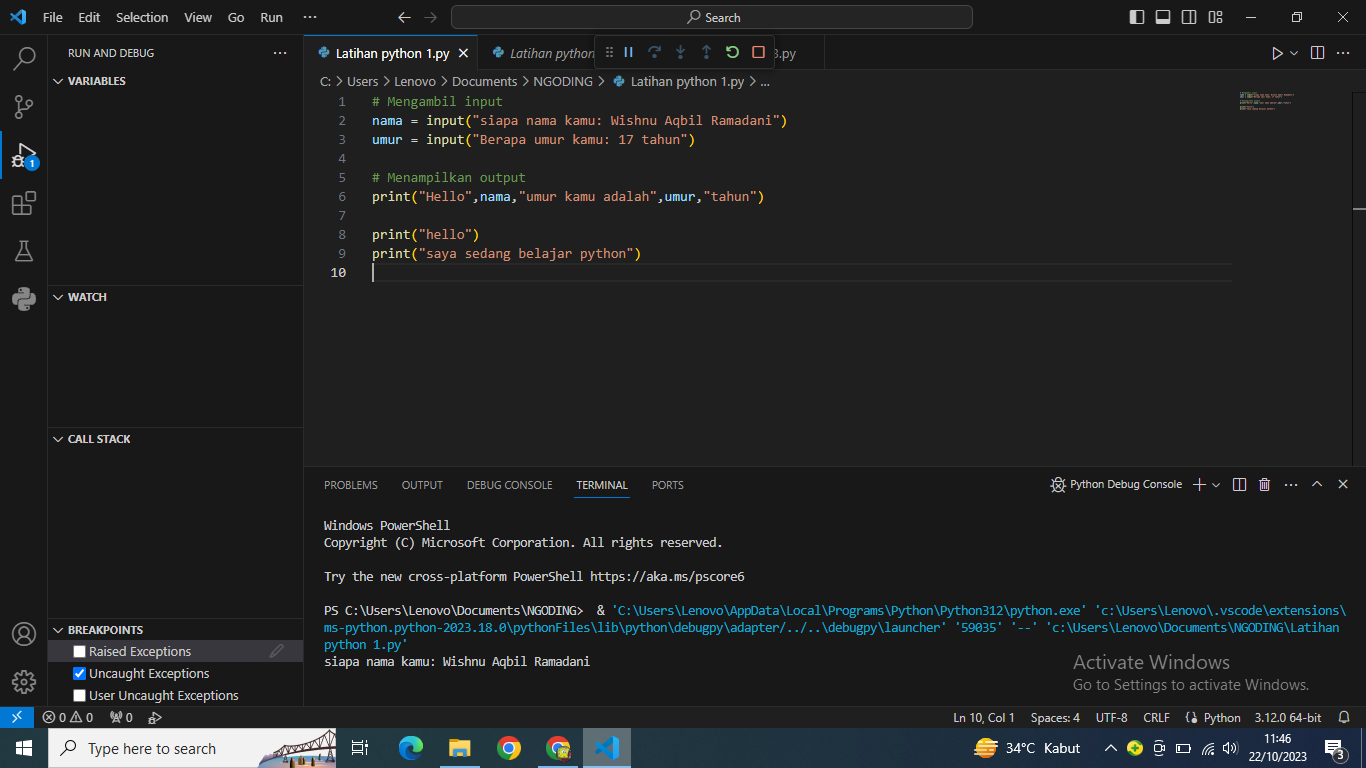 File Edit Selection View Go Run ··· Search
RUN AND DEBUG ···
VARIABLES
WATCH
CALL STACK
BREAKPOINTS
Raised Exceptions
Uncaught Exceptions
User Uncaught Exceptions
1
Latihan python 1.py Latihan python 3.py
C: > Users > Lenovo > Documents > NGODING > Latihan python 1.py > ...
1 # Mengambil input
2 nama = input("siapa nama kamu: Wishnu Aqbil Ramadani")
3 umur = input("Berapa umur kamu: 17 tahun")
4
5 # Menampilkan output
6 print("Hello",nama,"umur kamu adalah",umur,"tahun")
7
8 print("hello")
9 print("saya sedang belajar python")
10
PROBLEMS OUTPUT DEBUG CONSOLE TERMINAL PORTS Python Debug Console
Windows PowerShell
Copyright (C) Microsoft Corporation. All rights reserved.
Try the new cross-platform PowerShell https://aka.ms/pscore6
PS C:\Users\Lenovo\Documents\NGODING>  & 'C:\Users\Lenovo\AppData\Local\Programs\Python\Python312\python.exe' 'c:\Users\Lenovo\.vscode\extensions\
ms-python.python-2023.18.0\pythonFiles\lib\python\debugpy\adapter/../..\debugpy\launcher' '59035' '--' 'c:\Users\Lenovo\Documents\NGODING\Latihan
python 1.py'
siapa nama kamu: Wishnu Aqbil Ramadani
Activate Windows
Go to Settings to activate Windows.
0 0 0 Ln 10, Col 1 Spaces: 4 UTF-8 CRLF Python 3.12.0 64-bit
Type here to search 34°C Kabut 11:46
22/10/2023 3